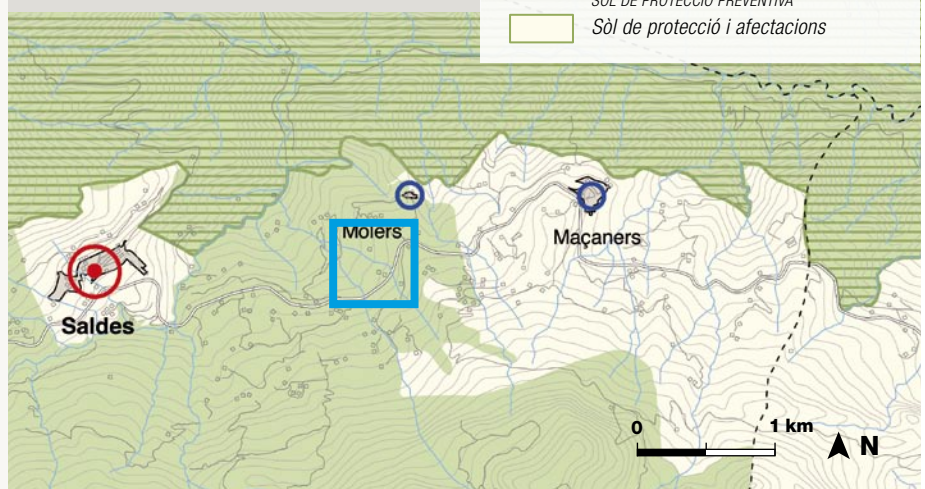 SÒL DE PROTECCIÓ PREVENTIVA
Sòl de protecció i afectacions
Molers
Maçaners
Saldes
0 1 km N